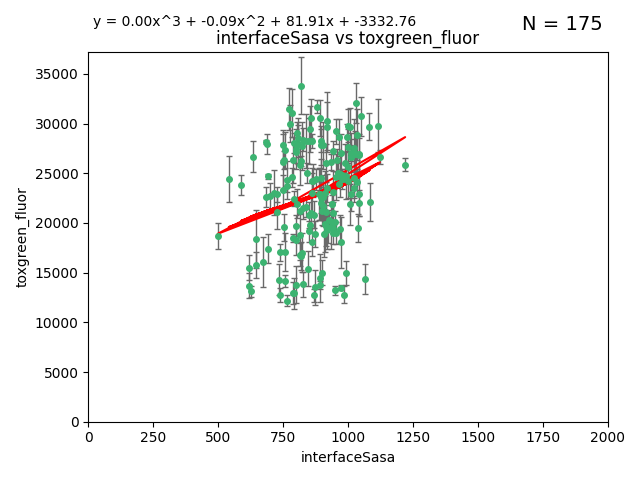 y = 0.00x^3 + -0.09x^2 + 81.91x + -3332.76
N = 175
interfaceSasa vs toxgreen_fluor
35000
30000
25000
20000
15000
10000
5000
0
toxgreen_fluor
0 250 500 750 1000 1250 1500 1750 2000
interfaceSasa